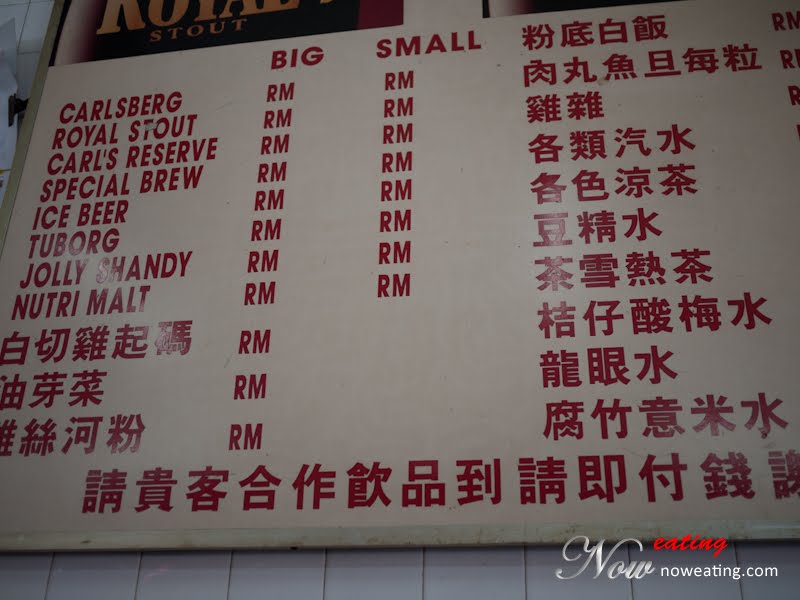 ROYAL
STOUT
BIG SMALL
CARLSBERG RM RM
ROYAL STOUT RM RM
CARL'S RESERVE RM RM
SPECIAL BREW RM RM
ICE BEER RM RM
TUBORG RM RM
JOLLY SHANDY RM RM
NUTRI MALT RM RM
白切雞起碼 RM
油芽菜 RM
雞絲河粉 RM
粉底白飯 RM
肉丸魚旦每粒 RM
雞雜
各類汽水
各色涼茶
豆精水
茶雪熱茶
桔仔酸梅水
龍眼水
腐竹意米水
請貴客合作飲品到請即付錢謝
Now eating
noweating.com